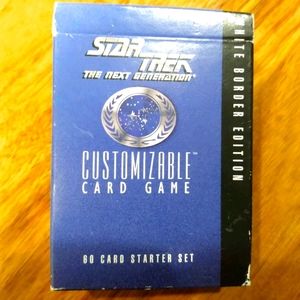 STAR TREK
THE NEXT GENERATION®
CUSTOMIZABLE™
CARD GAME
60 CARD STARTER SET
BORDER EDITION